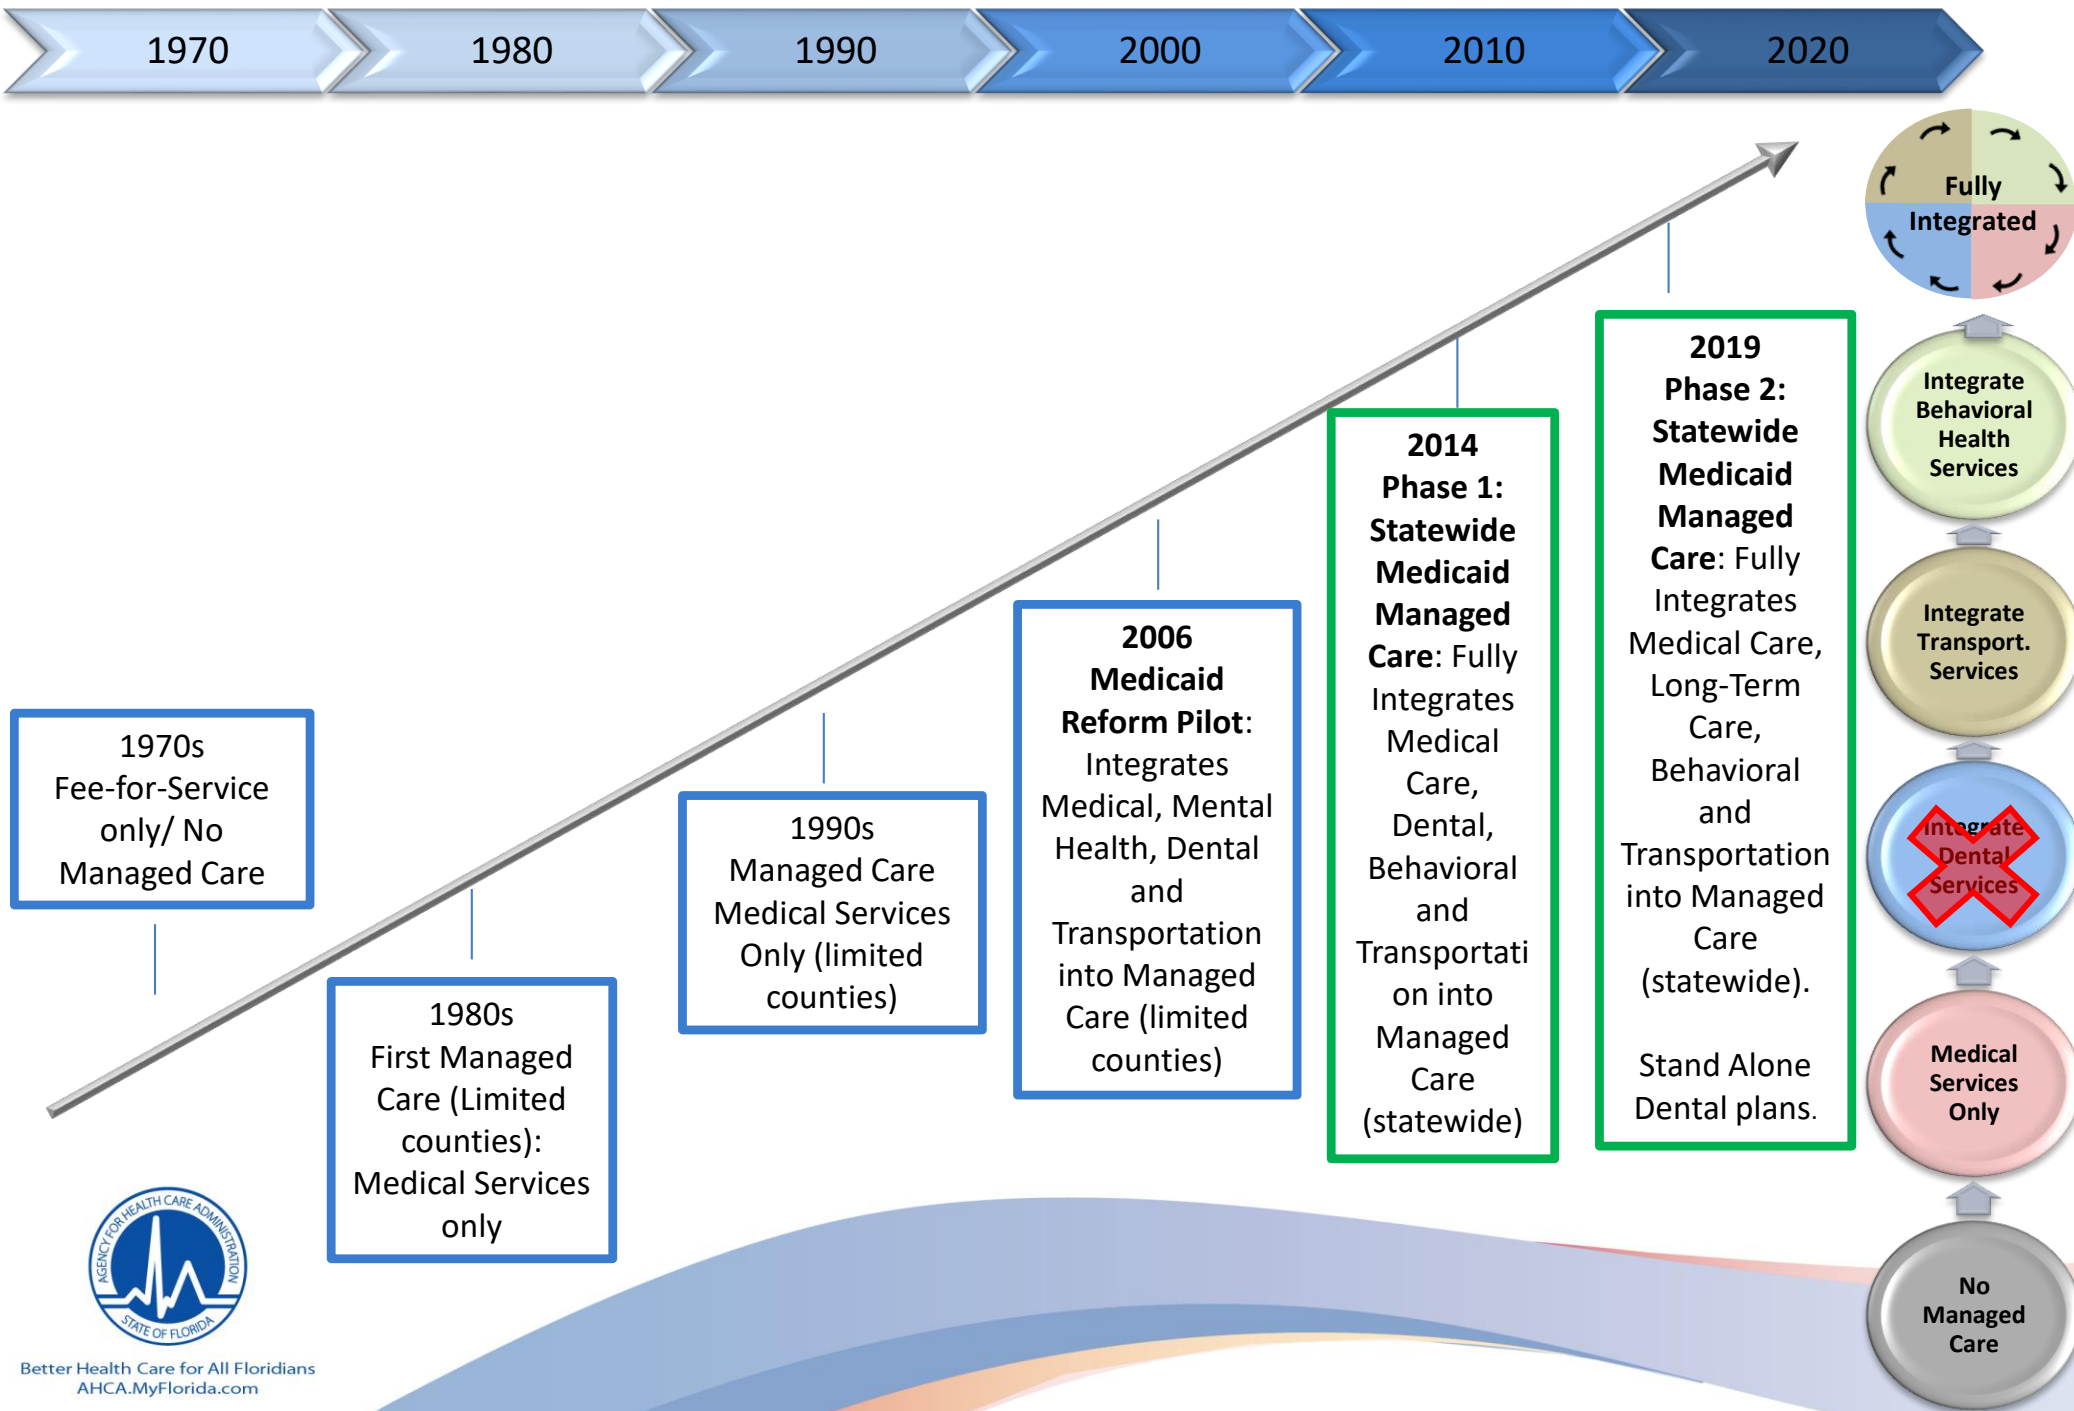 1970
1980
1990
2000
2010
2020
1970s
Fee-for-Service
only/ No
Managed Care
1980s
First Managed
Care (Limited
counties):
Medical Services
only
1990s
Managed Care
Medical Services
Only (limited
counties)
2006
Medicaid
Reform Pilot:
Integrates
Medical, Mental
Health, Dental
and
Transportation
into Managed
Care (limited
counties)
2014
Phase 1:
Statewide
Medicaid
Managed
Care: Fully
Integrates
Medical
Care,
Dental,
Behavioral
and
Transportati
on into
Managed
Care
(statewide)
2019
Phase 2:
Statewide
Medicaid
Managed
Care: Fully
Integrates
Medical Care,
Long-Term
Care,
Behavioral
and
Transportation
into Managed
Care
(statewide).
Stand Alone
Dental plans.
Fully
Integrated
Integrate
Behavioral
Health
Services
Integrate
Transport.
Services
Integrate
Dental
Services
Medical
Services
Only
No
Managed
Care
AGENCY FOR HEALTH CARE ADMINISTRATION
STATE OF FLORIDA
Better Health Care for All Floridians
AHCA.MyFlorida.com